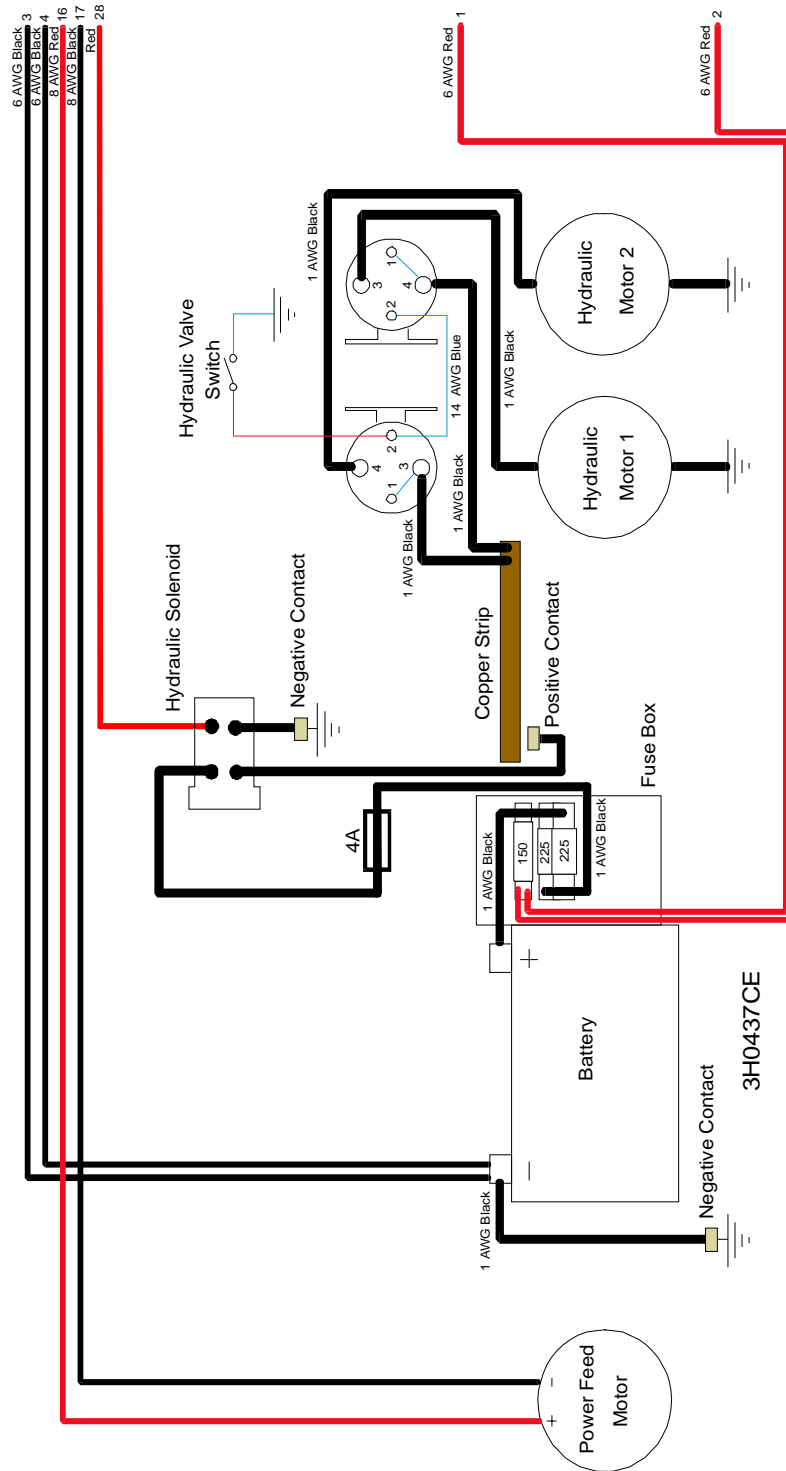 6 AWG Black 3
6 AWG Black 4
8 AWG Red 16
8 AWG Black 17
Red 28
6 AWG Red 1
6 AWG Red 2
Hydraulic Valve
Switch
1 AWG Black
14 AWG Blue
1
2
3
4
1
2
3
4
1 AWG Black
1 AWG Black
1 AWG Black
Hydraulic
Motor 2
Hydraulic
Motor 1
Hydraulic Solenoid
Negative Contact
Copper Strip
Positive Contact
Fuse Box
4A
1 AWG Black
150
225
225
1 AWG Black
+
Battery
−
1 AWG Black
Negative Contact
3H0437CE
−
+
Power Feed
Motor